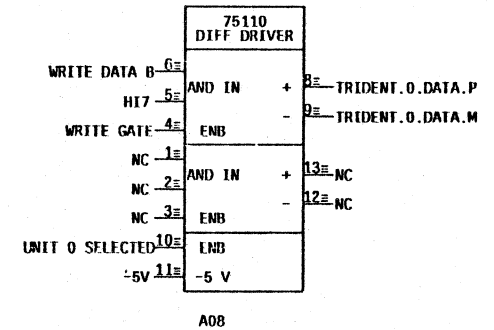 75110
DIFF DRIVER
WRITE DATA B 6 AND IN + 8 TRIDENT.0.DATA.P
HI7 5
- 9 TRIDENT.0.DATA.M
WRITE GATE 4 ENB
NC 1
AND IN + 13 NC
NC 2
- 12 NC
NC 3 ENB
UNIT 0 SELECTED 10 ENB
-5V 11 -5 V
A08